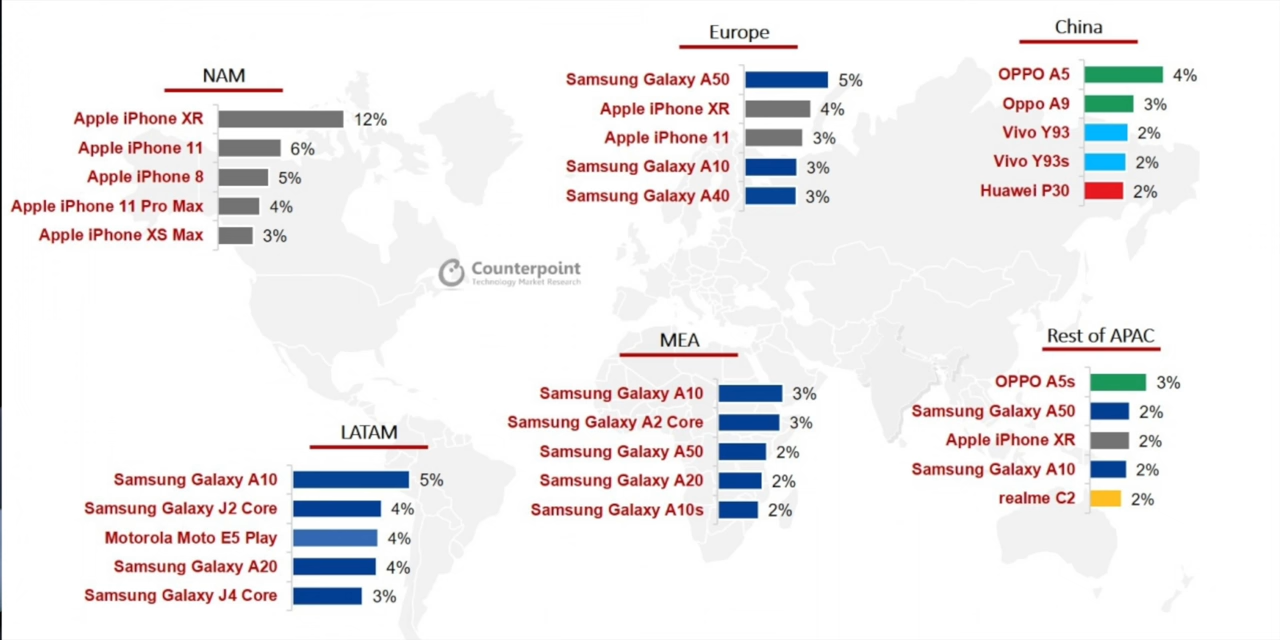 NAM
Apple iPhone XR 12%
Apple iPhone 11 6%
Apple iPhone 8 5%
Apple iPhone 11 Pro Max 4%
Apple iPhone XS Max 3%
Europe
Samsung Galaxy A50 5%
Apple iPhone XR 4%
Apple iPhone 11 3%
Samsung Galaxy A10 3%
Samsung Galaxy A40 3%
China
OPPO A5 4%
Oppo A9 3%
Vivo Y93 2%
Vivo Y93s 2%
Huawei P30 2%
Counterpoint
Technology Market Research
LATAM
Samsung Galaxy A10 5%
Samsung Galaxy J2 Core 4%
Motorola Moto E5 Play 4%
Samsung Galaxy A20 4%
Samsung Galaxy J4 Core 3%
MEA
Samsung Galaxy A10 3%
Samsung Galaxy A2 Core 3%
Samsung Galaxy A50 2%
Samsung Galaxy A20 2%
Samsung Galaxy A10s 2%
Rest of APAC
OPPO A5s 3%
Samsung Galaxy A50 2%
Apple iPhone XR 2%
Samsung Galaxy A10 2%
realme C2 2%